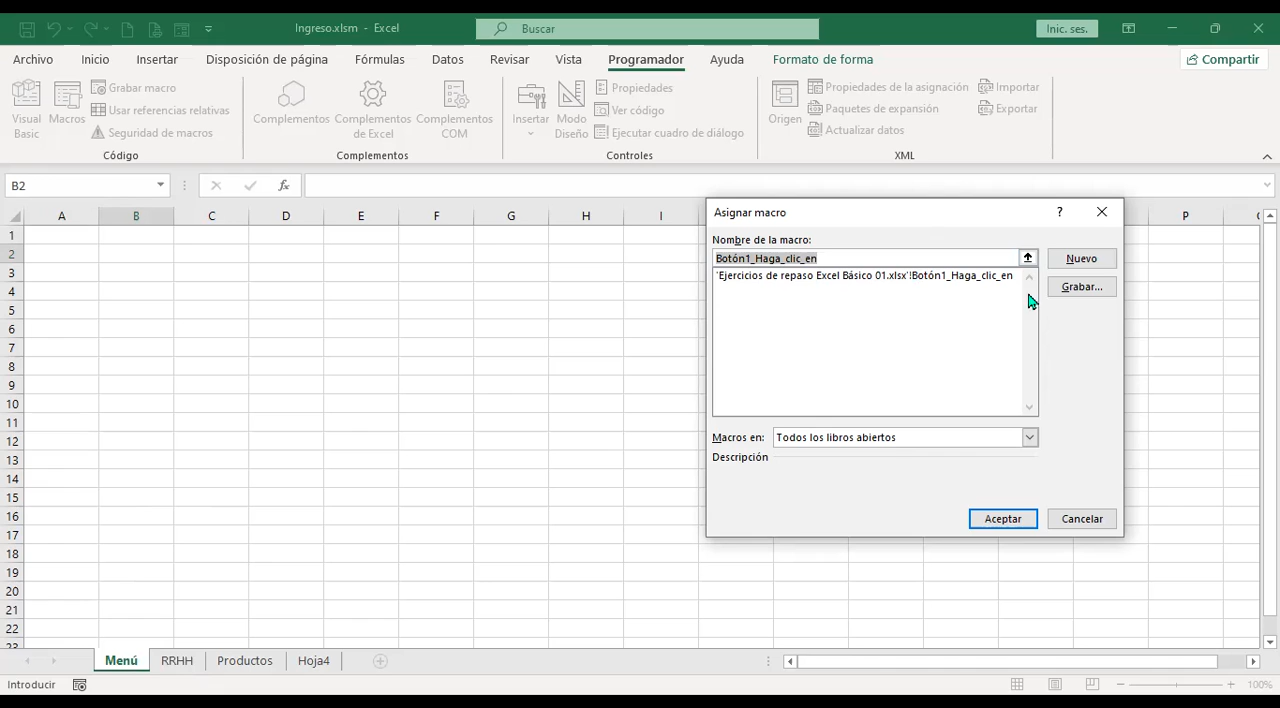 Ingreso.xlsm - Excel
Buscar
Inic. ses.
Archivo Inicio Insertar Disposición de página Fórmulas Datos Revisar Vista Programador Ayuda Formato de forma Compartir
Visual Basic
Macros
Grabar macro
Usar referencias relativas
Seguridad de macros
Código
Complementos
Complementos de Excel
Complementos COM
Complementos
Insertar
Modo Diseño
Propiedades
Ver código
Ejecutar cuadro de diálogo
Controles
Origen
Propiedades de la asignación
Paquetes de expansión
Actualizar datos
Importar
Exportar
XML
B2
fx
A B C D E F G H I P
1
2
3
4
5
6
7
8
9
10
11
12
13
14
15
16
17
18
19
20
21
22
23
Asignar macro ?
Nombre de la macro:
Botón1_Haga_clic_en
'Ejercicios de repaso Excel Básico 01.xlsx'!Botón1_Haga_clic_en
Nuevo
Grabar...
Macros en: Todos los libros abiertos
Descripción
Aceptar Cancelar
Menú RRHH Productos Hoja4
Introducir
100%